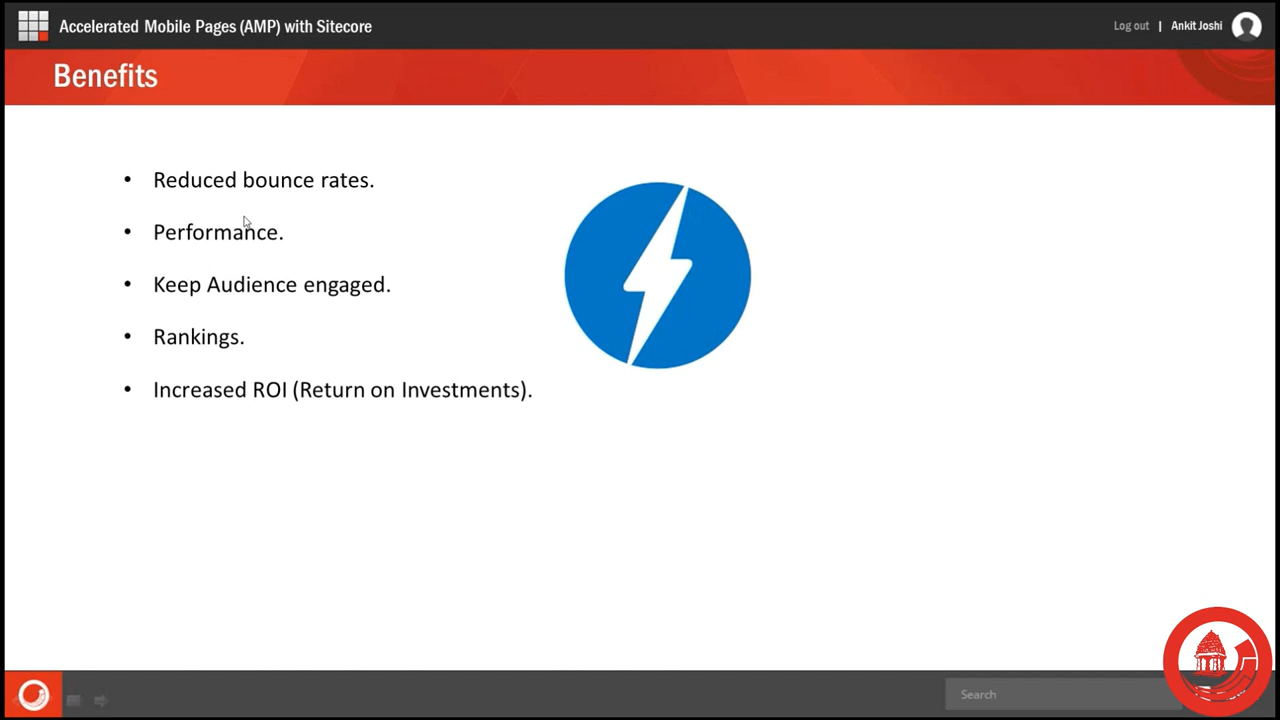 Accelerated Mobile Pages (AMP) with Sitecore
Log out | Ankit Joshi
Benefits
• Reduced bounce rates.
• Performance.
• Keep Audience engaged.
• Rankings.
• Increased ROI (Return on Investments).
Search